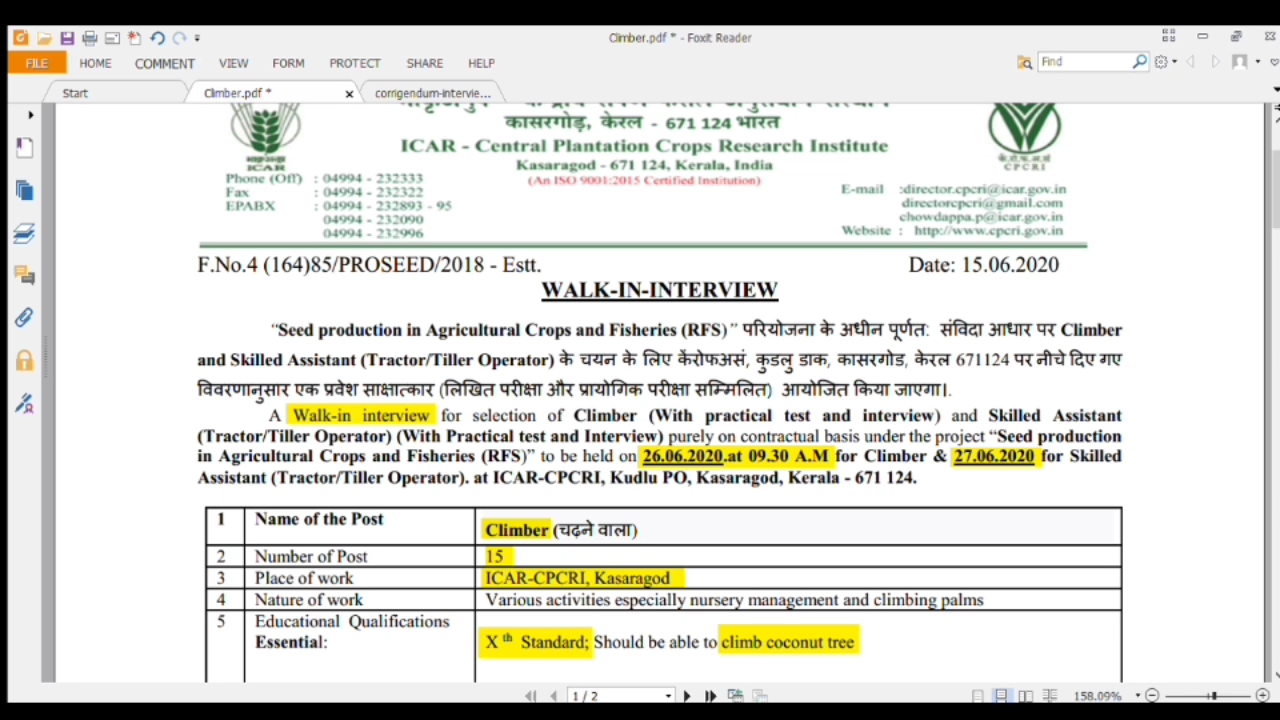 Climber.pdf * - Foxit Reader
FILE HOME COMMENT VIEW FORM PROTECT SHARE HELP
Find
Start Climber.pdf * corrigendum-intervie...
कासरगोड़, केरल - 671 124 भारत
ICAR - Central Plantation Crops Research Institute
Kasaragod - 671 124, Kerala, India
(An ISO 9001:2015 Certified Institution)
ICAR
CPCRI
Phone (Off) : 04994 - 232333
Fax : 04994 - 232322
EPABX : 04994 - 232893 - 95
04994 - 232090
04994 - 232996
E-mail :director.cpcri@icar.gov.in
directorcpcri@gmail.com
chowdappa.p@icar.gov.in
Website : http://www.cpcri.gov.in
F.No.4 (164)85/PROSEED/2018 - Estt. Date: 15.06.2020
WALK-IN-INTERVIEW
“Seed production in Agricultural Crops and Fisheries (RFS)” परियोजना के अधीन पूर्णत: संविदा आधार पर Climber
and Skilled Assistant (Tractor/Tiller Operator) के चयन के लिए केंरोफअसं, कुडलु डाक, कासरगोड, केरल 671124 पर नीचे दिए गए
विवरणानुसार एक प्रवेश साक्षात्कार (लिखित परीक्षा और प्रायोगिक परीक्षा सम्मिलित) आयोजित किया जाएगा।.
A Walk-in interview for selection of Climber (With practical test and interview) and Skilled Assistant
(Tractor/Tiller Operator) (With Practical test and Interview) purely on contractual basis under the project “Seed production
in Agricultural Crops and Fisheries (RFS)” to be held on 26.06.2020.at 09.30 A.M for Climber & 27.06.2020 for Skilled
Assistant (Tractor/Tiller Operator). at ICAR-CPCRI, Kudlu PO, Kasaragod, Kerala - 671 124.
1 Name of the Post Climber (चढ़ने वाला)
2 Number of Post 15
3 Place of work ICAR-CPCRI, Kasaragod
4 Nature of work Various activities especially nursery management and climbing palms
5 Educational Qualifications
Essential: X th Standard; Should be able to climb coconut tree
1 / 2 158.09%